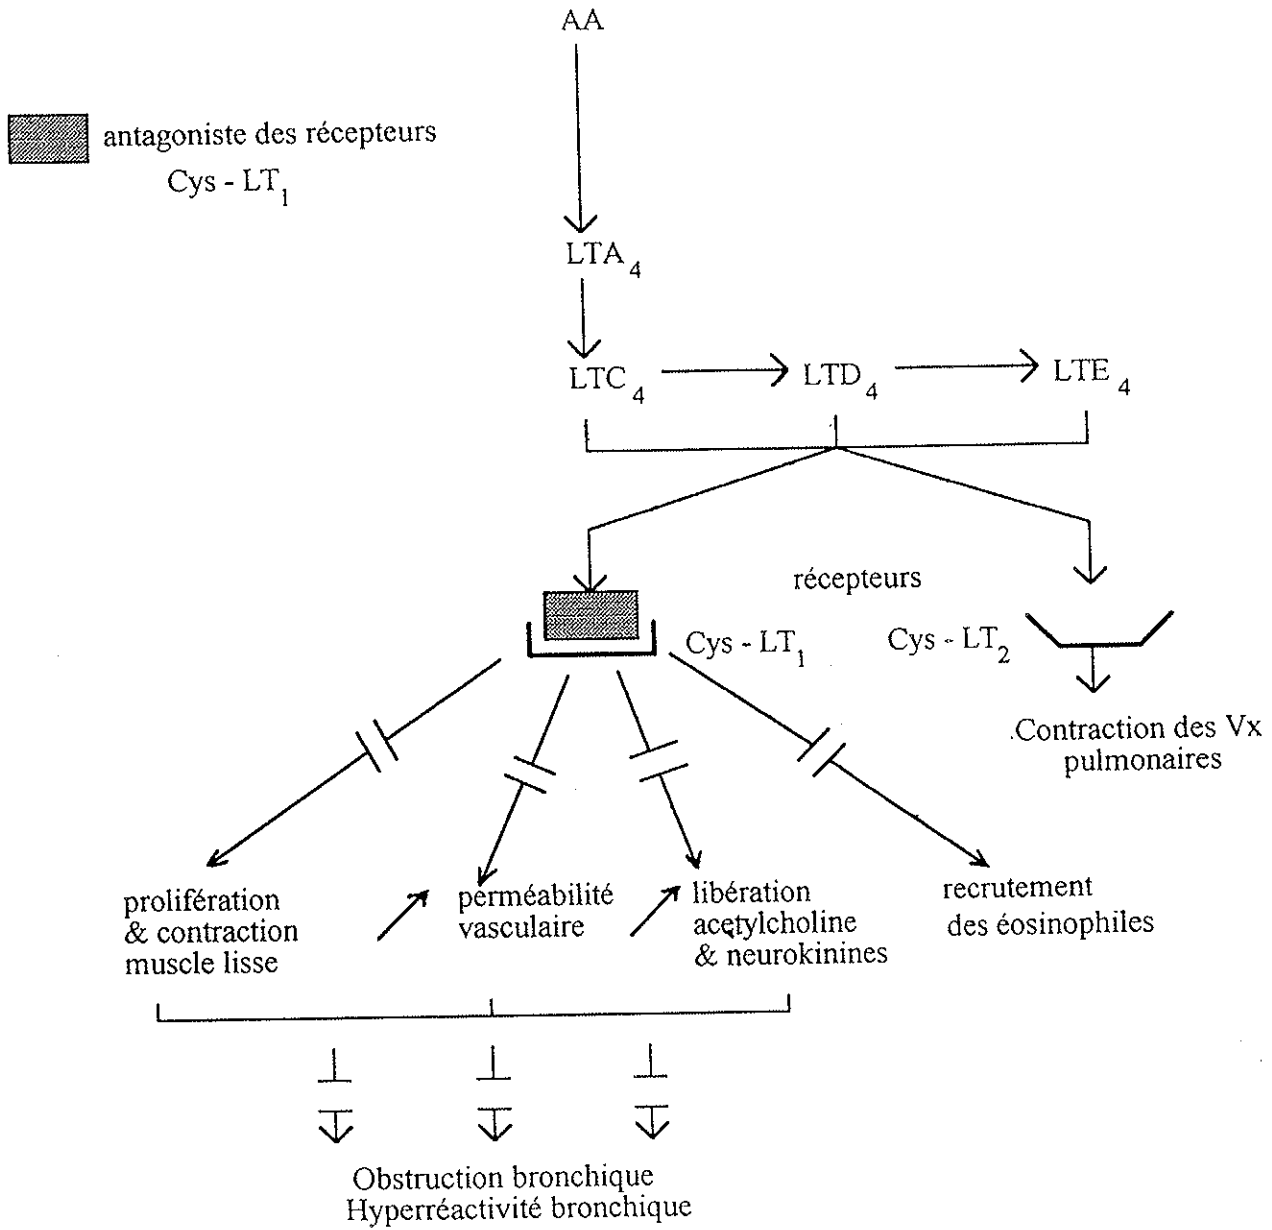 AA
antagoniste des récepteurs
Cys - LT1
LTA4
LTC4 LTD4 LTE4
récepteurs
Cys - LT1 Cys - LT2
Contraction des Vx
pulmonaires
prolifération
& contraction
muscle lisse
perméabilité
vasculaire
libération
acetylcholine
& neurokinines
recrutement
des éosinophiles
Obstruction bronchique
Hyperréactivité bronchique